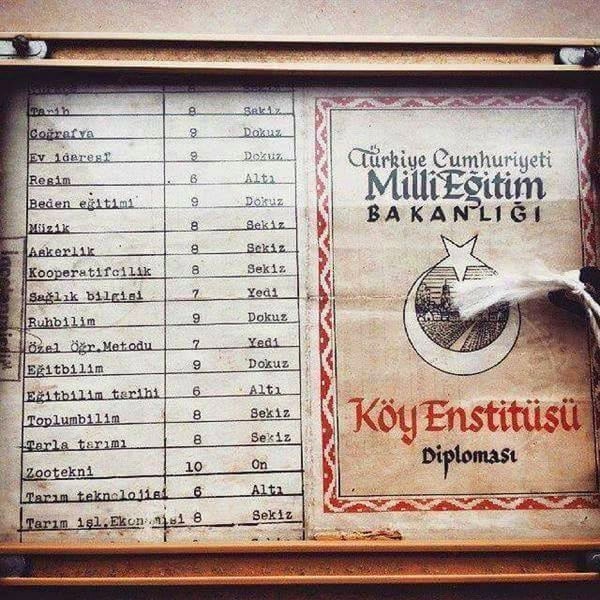 Tarih 8 Sekiz
Coğrafya 9 Dokuz
Ev idaresi 9 Dokuz
Resim 6 Altı
Beden eğitimi 9 Dokuz
Müzik 8 Sekiz
Askerlik 8 Sekiz
Kooperatifcilik 8 Sekiz
Sağlık bilgisi 7 Yedi
Ruhbilim 9 Dokuz
Özel Öğr.Metodu 7 Yedi
Eğitbilim 9 Dokuz
Eğitbilim tarihi 6 Altı
Toplumbilim 8 Sekiz
Tarla tarımı 8 Sekiz
Zootekni 10 On
Tarım teknolojisi 6 Altı
Tarım işl.Ekonomisi 8 Sekiz
Türkiye Cumhuriyeti
Milli Eğitim
BAKANLIĞI
Köy Enstitüsü
Diploması